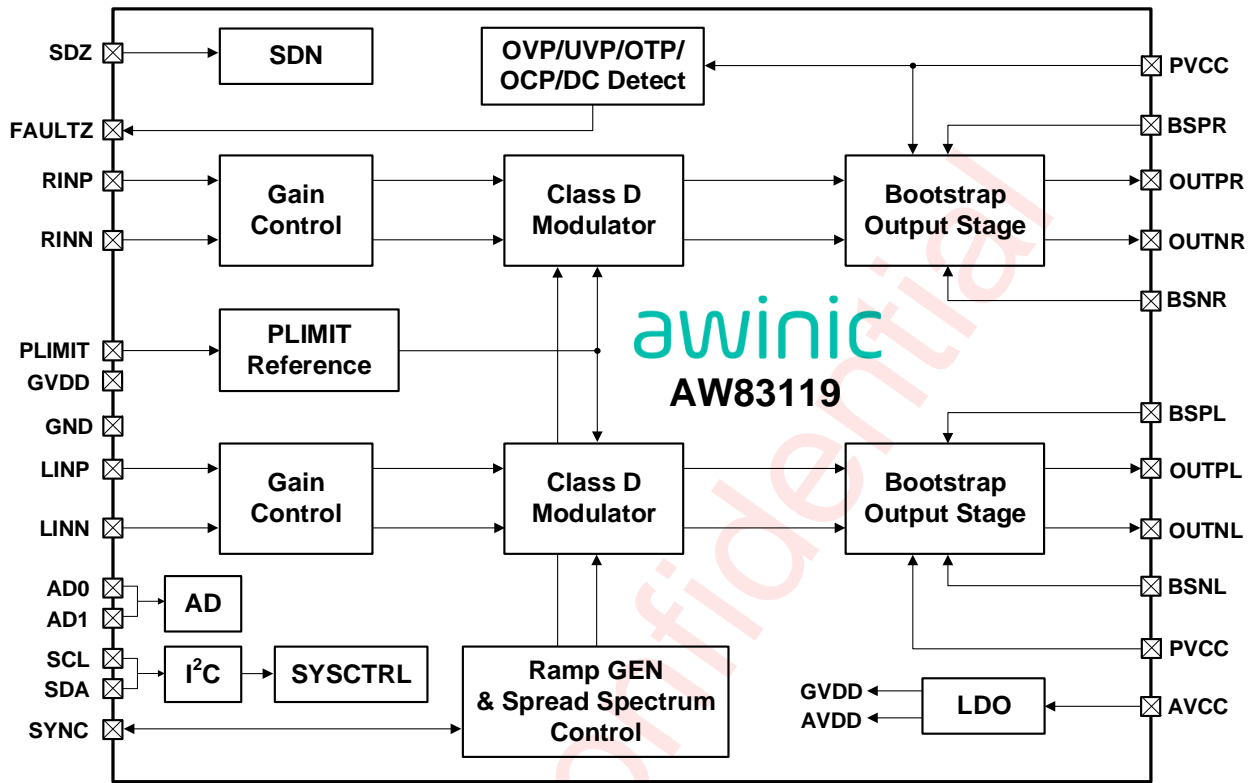 SDZ
SDN
OVP/UVP/OTP/
OCP/DC Detect
PVCC
FAULTZ
BSPR
RINP
Gain
Control
Class D
Modulator
Bootstrap
Output Stage
OUTPR
RINN
OUTNR
BSNR
PLIMIT
PLIMIT
Reference
GVDD
awinic
AW83119
GND
BSPL
LINP
Gain
Control
Class D
Modulator
Bootstrap
Output Stage
OUTPL
LINN
OUTNL
AD0
AD1
AD
BSNL
SCL
SDA
I²C
SYSCTRL
Ramp GEN
& Spread Spectrum
Control
PVCC
GVDD
AVDD
LDO
AVCC
SYNC
onfidential